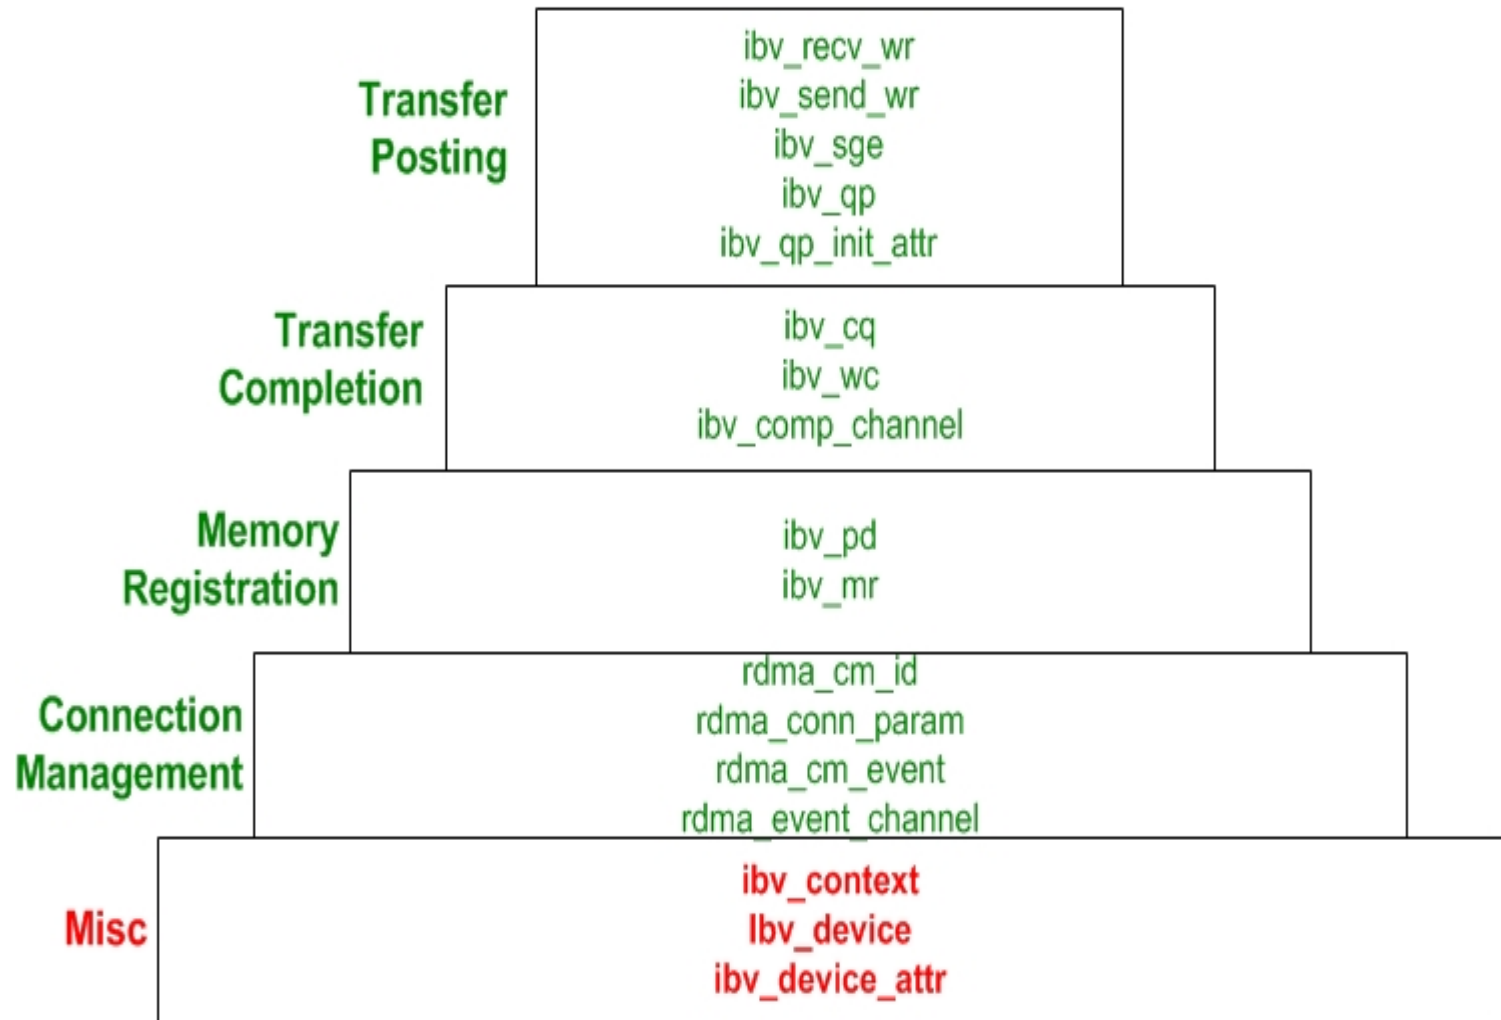 Transfer
Posting
ibv_recv_wr
ibv_send_wr
ibv_sge
ibv_qp
ibv_qp_init_attr
Transfer
Completion
ibv_cq
ibv_wc
ibv_comp_channel
Memory
Registration
ibv_pd
ibv_mr
Connection
Management
rdma_cm_id
rdma_conn_param
rdma_cm_event
rdma_event_channel
Misc
ibv_context
Ibv_device
ibv_device_attr